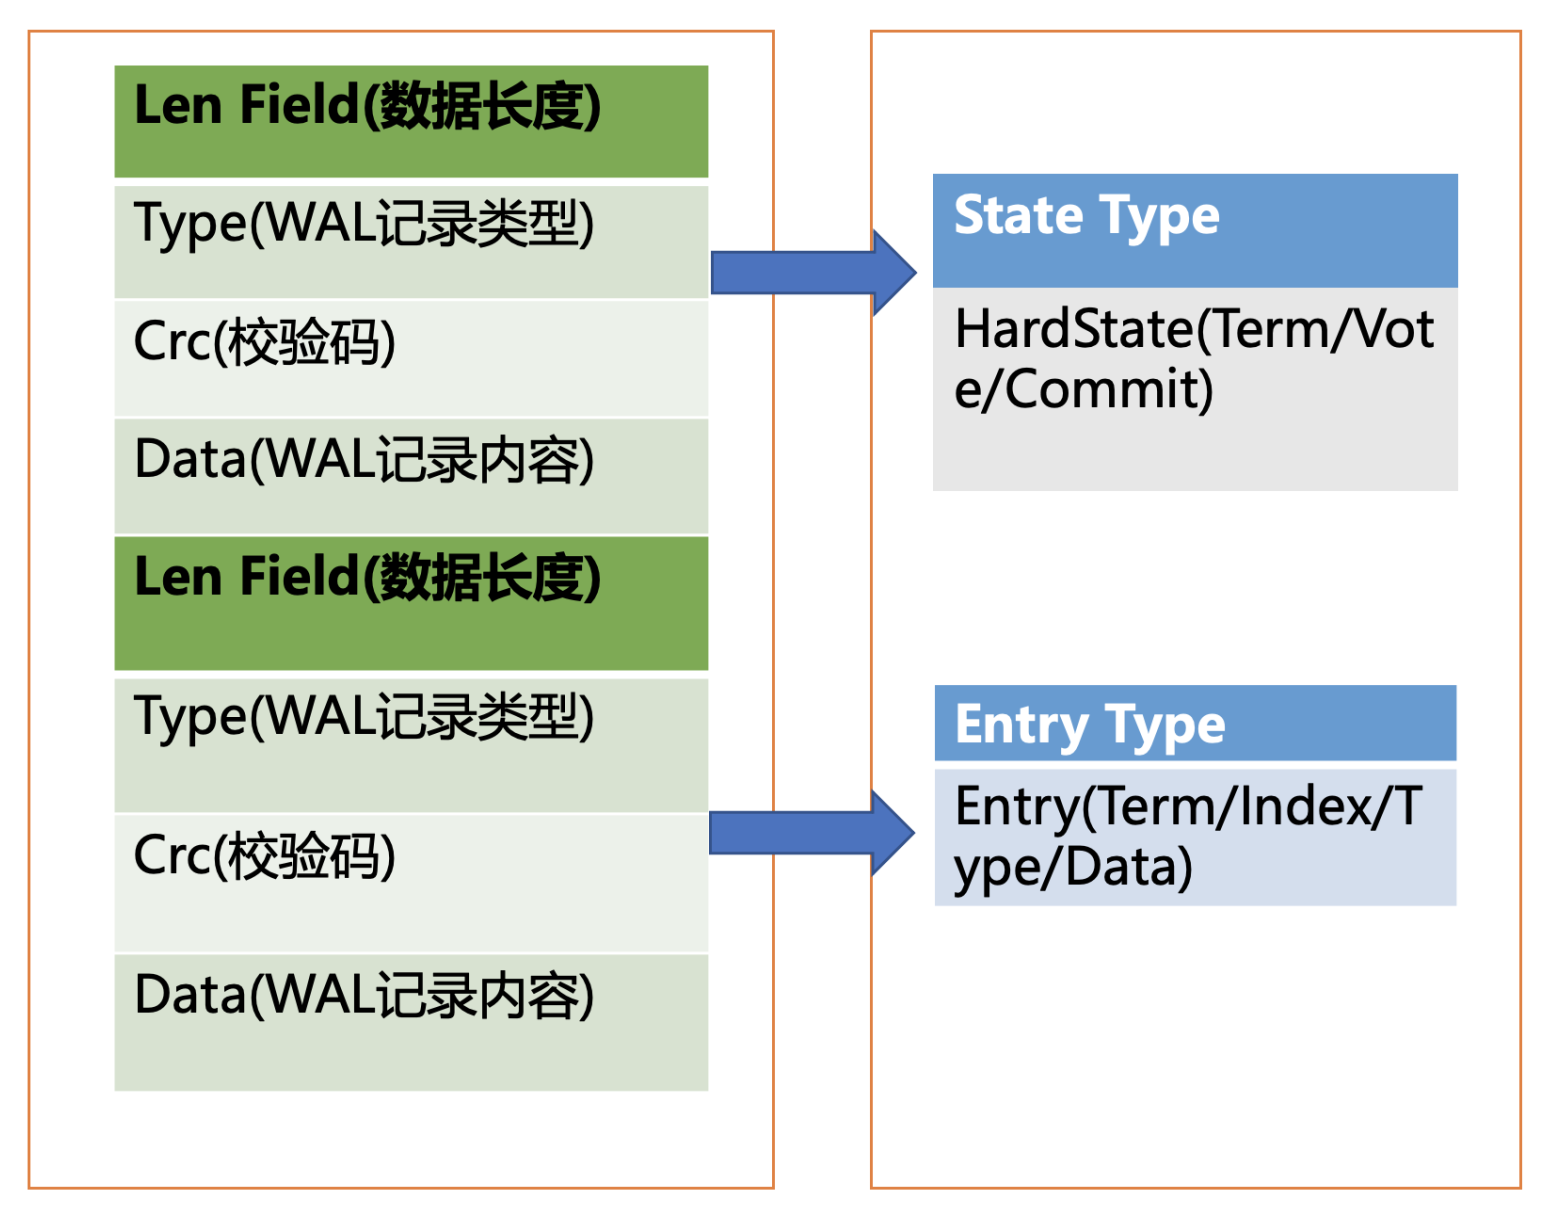 Len Field(数据长度)
Type(WAL记录类型)
Crc(校验码)
Data(WAL记录内容)
Len Field(数据长度)
Type(WAL记录类型)
Crc(校验码)
Data(WAL记录内容)
State Type
HardState(Term/Vot
e/Commit)
Entry Type
Entry(Term/Index/T
ype/Data)